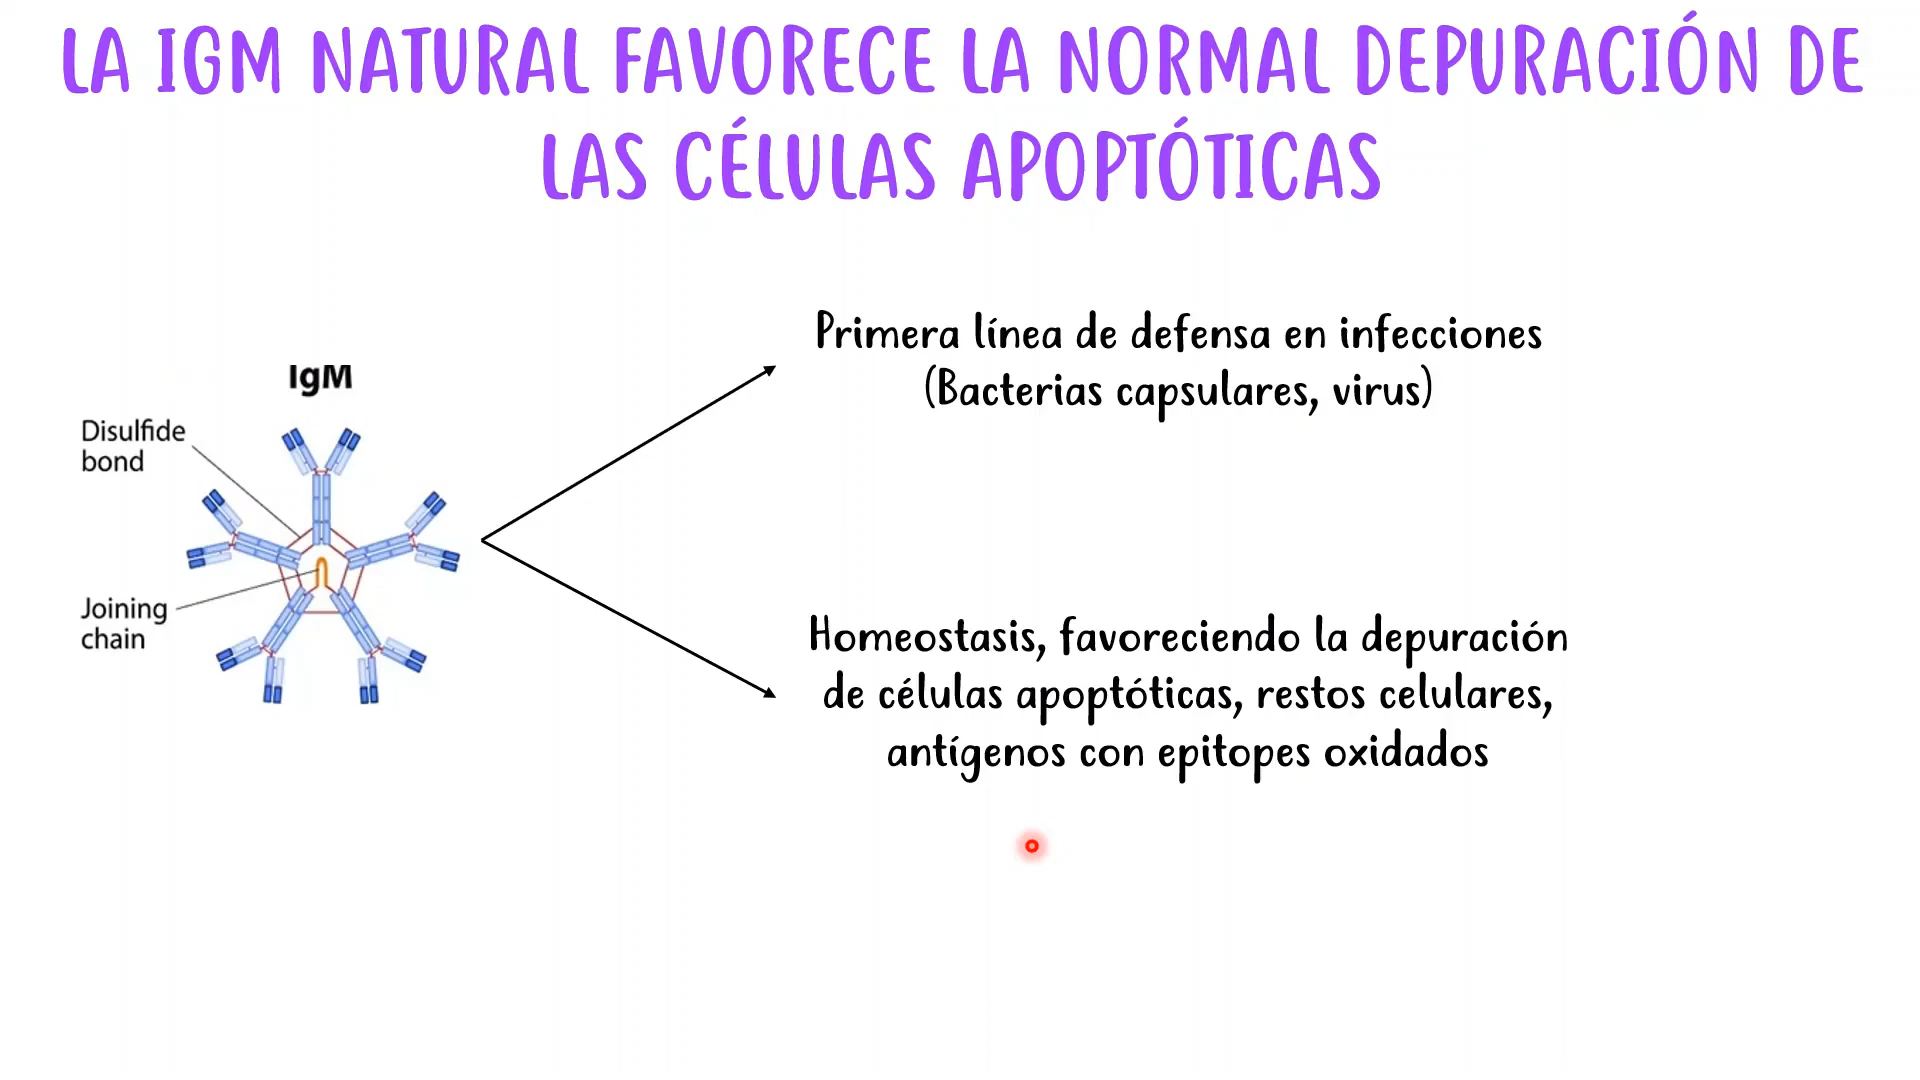 LA IGM NATURAL FAVORECE LA NORMAL DEPURACIÓN DE
LAS CÉLULAS APOPTÓTICAS
IgM
Disulfide
bond
Joining
chain
Primera línea de defensa en infecciones
(Bacterias capsulares, virus)
Homeostasis, favoreciendo la depuración
de células apoptóticas, restos celulares,
antígenos con epitopes oxidados